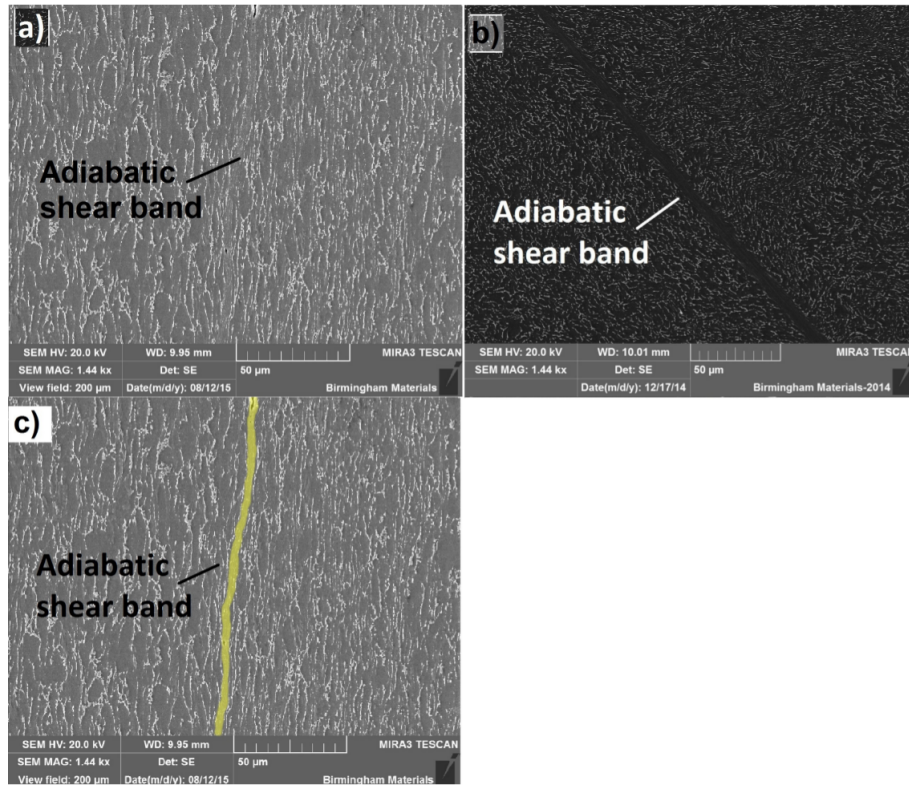 a)
Adiabatic
shear band
SEM HV: 20.0 kV WD: 9.95 mm MIRA3 TESCAN
SEM MAG: 1.44 kx Det: SE 50 µm
View field: 200 µm Date(m/d/y): 08/12/15 Birmingham Materials
b)
Adiabatic
shear band
SEM HV: 20.0 kV WD: 10.01 mm MIRA3 TESCAN
SEM MAG: 1.44 kx Det: SE 50 µm
Date(m/d/y): 12/17/14 Birmingham Materials-2014
c)
Adiabatic
shear band
SEM HV: 20.0 kV WD: 9.95 mm MIRA3 TESCAN
SEM MAG: 1.44 kx Det: SE 50 µm
View field: 200 µm Date(m/d/y): 08/12/15 Birmingham Materials